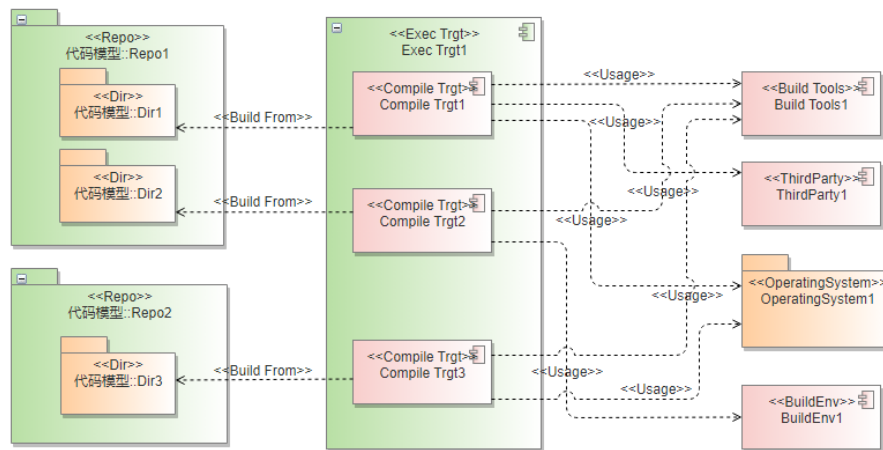 <<Repo>>
代码模型::Repo1
<<Dir>>
代码模型::Dir1
<<Dir>>
代码模型::Dir2
<<Repo>>
代码模型::Repo2
<<Dir>>
代码模型::Dir3
<<Build From>>
<<Build From>>
<<Build From>>
<<Exec Trgt>>
Exec Trgt1
<<Compile Trgt>>
Compile Trgt1
<<Compile Trgt>>
Compile Trgt2
<<Compile Trgt>>
Compile Trgt3
<<Usage>>
<<Usage>>
<<Usage>>
<<Usage>>
<<Usage>>
<<Usage>>
<<Usage>>
<<Build Tools>>
Build Tools1
<<ThirdParty>>
ThirdParty1
<<OperatingSystem>>
OperatingSystem1
<<BuildEnv>>
BuildEnv1